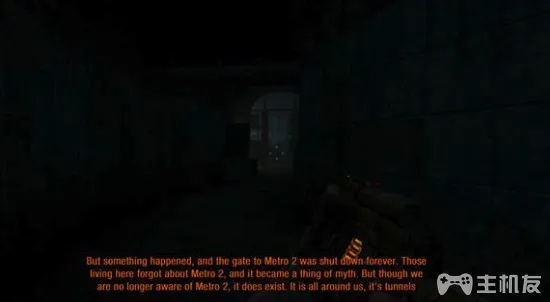 But something happened, and the gate to Metro 2 was shut down forever. Those
living here forgot about Metro 2, and it became a thing of myth. But though we
are no longer aware of Metro 2, it does exist. It is all around us, it's tunnels
主机友